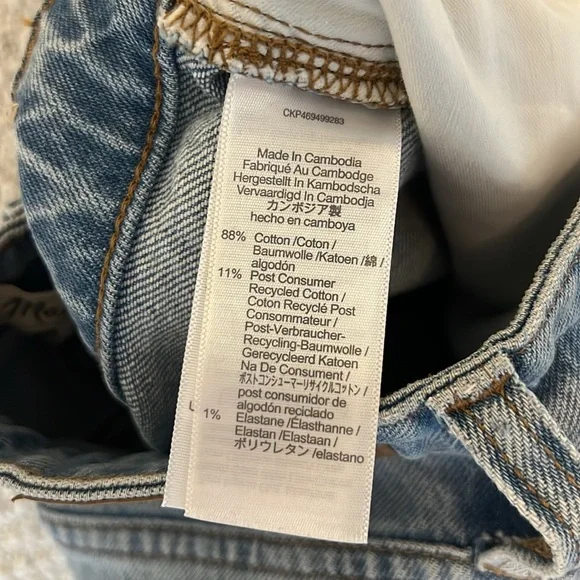 CKP469499283
Made In Cambodia
Fabriqué Au Cambodge
Hergestellt In Kambodscha
Vervaardigd In Cambodja
カンボジア製
hecho en camboya
88% Cotton /Coton /
Baumwolle /Katoen /綿 /
algodón
11% Post Consumer
Recycled Cotton /
Coton Recyclé Post
Consommateur /
Post-Verbraucher-
Recycling-Baumwolle /
Gerecycleerd Katoen
Na De Consument /
ポストコンシューマーリサイクルコットン /
post consumidor de
algodón reciclado
1% Elastane /Élasthanne /
Elastan /Elastaan /
ポリウレタン /elastano